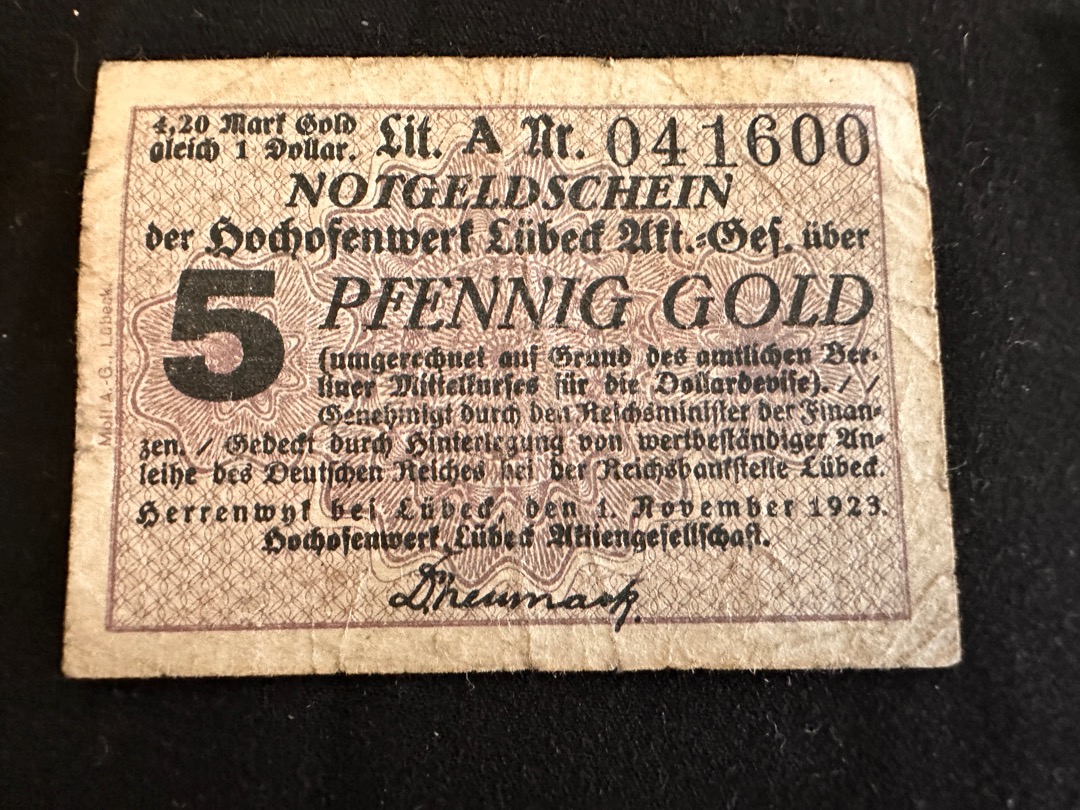 4,20 Mark Gold
gleich 1 Dollar.
Lit. A Nr. 041600
NOTGELDSCHEIN
der Hochofenwerk Lübeck Akt.=Ges. über
5 PFENNIG GOLD
(umgerechnet auf Grund des amtlichen Ber-
liner Mittelkurses für die Dollardevise). / /
Genehmigt durch den Reichsminister der Finan-
zen. / Gedeckt durch Hinterlegung von wertbeständiger An-
leihe des Deutschen Reiches bei der Reichsbankstelle Lübeck.
Herrenwyk bei Lübeck, den 1. November 1923.
Hochofenwerk Lübeck Aktiengesellschaft.